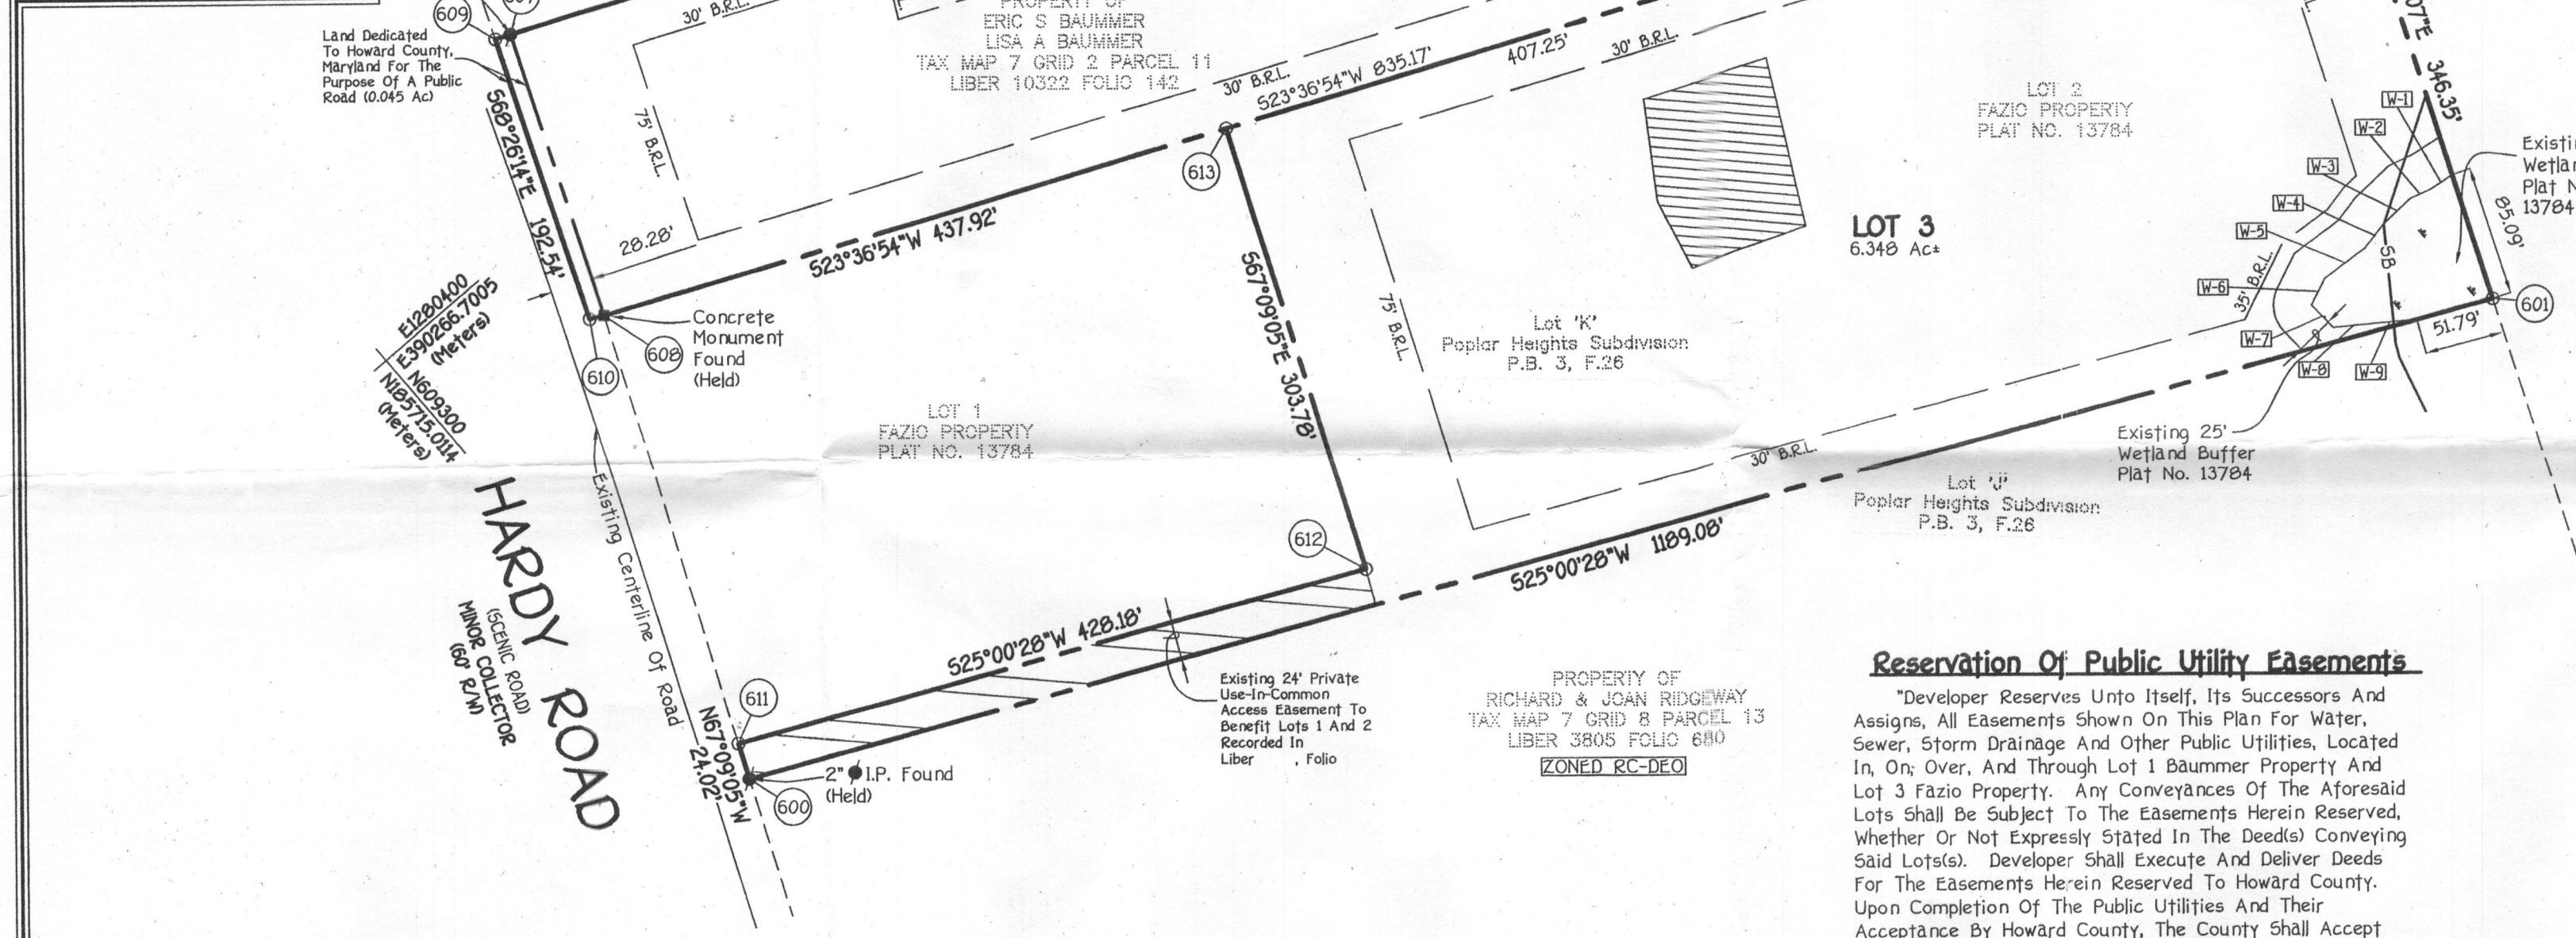 609
Land Dedicated
To Howard County,
Maryland For The
Purpose Of A Public
Road (0.045 Ac)
30' B.R.L.
ERIC S BAUMMER
LISA A BAUMMER
TAX MAP 7 GRID 2 PARCEL 11
LIBER 10322 FOLIO 142
75' B.R.L.
S68°26'14"E 192.54'
28.28'
S23°36'54"W 437.92'
30' B.R.L.
S23°36'54"W 835.17'
407.25'
30' B.R.L.
613
E1280400
E390266.7005
(Meters)
N609300
N185715.0114
(Meters)
610
608
Concrete
Monument
Found
(Held)
S67°09'05"E 303.78'
75' B.R.L.
LOT 3
6.348 Ac±
LOT 2
FAZIO PROPERTY
PLAT NO. 13784
07"E 346.35'
W-1
W-2
W-3
W-4
W-5
W-6
W-7
W-8
W-9
SB
85.09'
35' B.R.L.
51.79'
601
13784
Lot 'K'
Poplar Heights Subdivision
P.B. 3, F.26
LOT 1
FAZIO PROPERTY
PLAT NO. 13784
30' B.R.L.
Existing 25'
Wetland Buffer
Plat No. 13784
Lot 'J'
Poplar Heights Subdivision
P.B. 3, F.26
HARDY ROAD
(SCENIC ROAD)
MINOR COLLECTOR
(60' R/W)
Existing Centerline Of Road
612
S25°00'28"W 1189.08'
S25°00'28"W 428.18'
611
N67°09'05"W
24.02'
600
2" I.P. Found
(Held)
Existing 24' Private
Use-In-Common
Access Easement To
Benefit Lots 1 And 2
Recorded In
Liber , Folio
PROPERTY OF
RICHARD & JOAN RIDGEWAY
TAX MAP 7 GRID 8 PARCEL 13
LIBER 3805 FOLIO 680
ZONED RC-DEO
Reservation Of Public Utility Easements
"Developer Reserves Unto Itself, Its Successors And
Assigns, All Easements Shown On This Plan For Water,
Sewer, Storm Drainage And Other Public Utilities, Located
In, On, Over, And Through Lot 1 Baummer Property And
Lot 3 Fazio Property. Any Conveyances Of The Aforesaid
Lots Shall Be Subject To The Easements Herein Reserved,
Whether Or Not Expressly Stated In The Deed(s) Conveying
Said Lots(s). Developer Shall Execute And Deliver Deeds
For The Easements Herein Reserved To Howard County.
Upon Completion Of The Public Utilities And Their
Acceptance By Howard County, The County Shall Accept